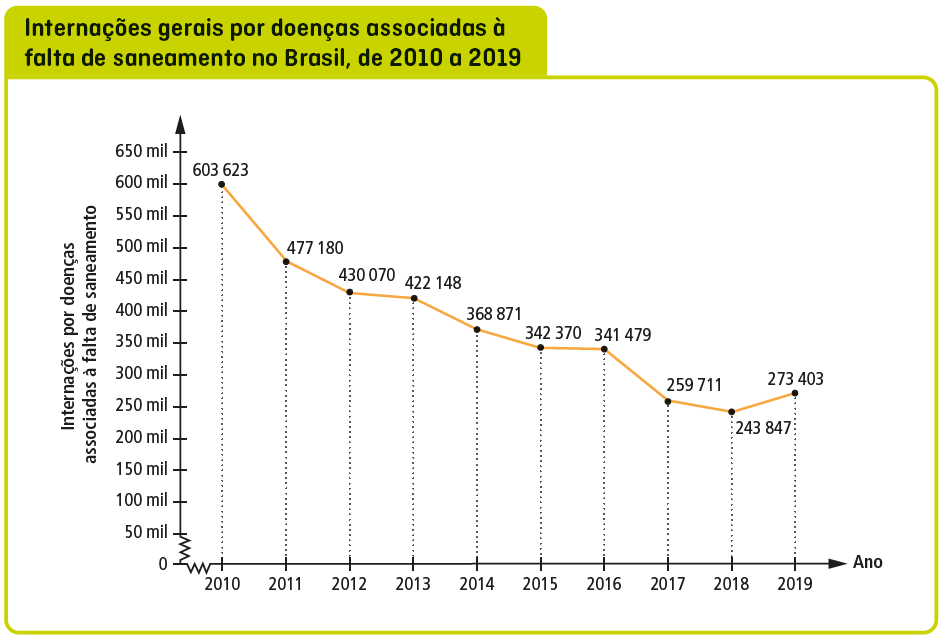 Internações gerais por doenças associadas à
falta de saneamento no Brasil, de 2010 a 2019
Internações por doenças
associadas à falta de saneamento
650 mil
600 mil
550 mil
500 mil
450 mil
400 mil
350 mil
300 mil
250 mil
200 mil
150 mil
100 mil
50 mil
0
603 623
477 180
430 070
422 148
368 871
342 370
341 479
259 711
243 847
273 403
2010 2011 2012 2013 2014 2015 2016 2017 2018 2019
Ano